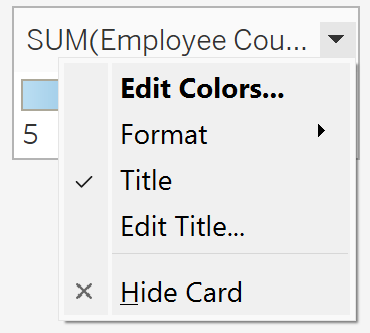 SUM(Employee Cou...
5
Edit Colors...
Format
Title
Edit Title...
Hide Card